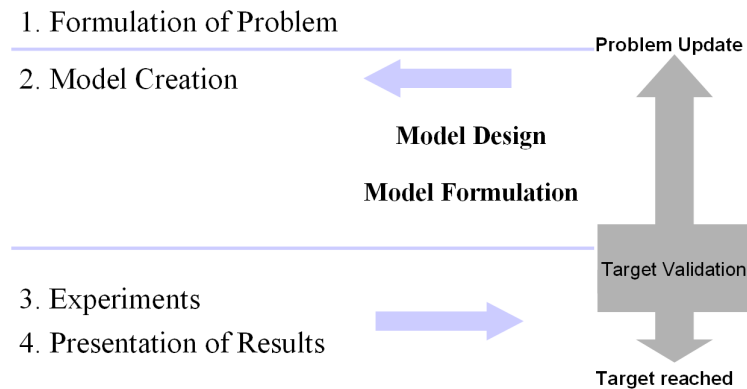 1. Formulation of Problem
Problem Update
2. Model Creation
Model Design
Model Formulation
Target Validation
3. Experiments
4. Presentation of Results
Target reached